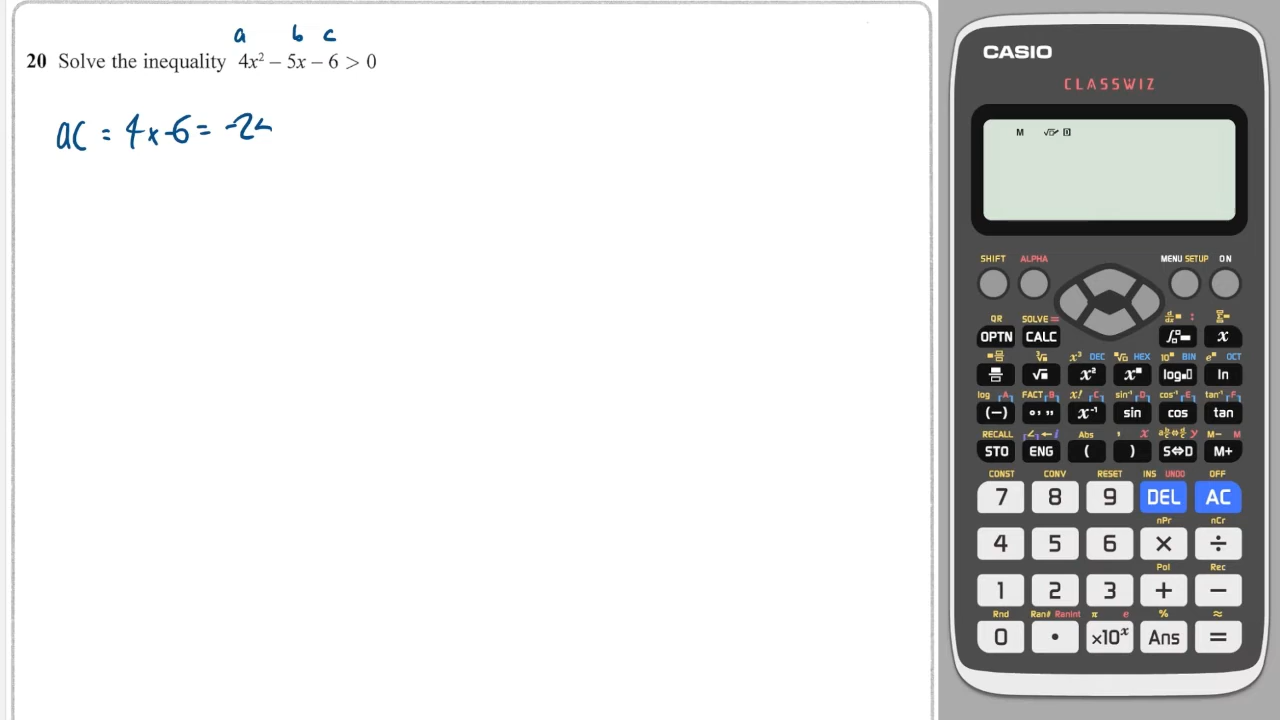 a b c
20 Solve the inequality 4x² – 5x – 6 > 0
ac = 4x-6 = -24
CASIO
CLASSWIZ
M
SHIFT ALPHA MENU SETUP ON
QR SOLVE =
OPTN CALC x
x³ DEC HEX 10■ BIN e■ OCT
√■ x² x■ log■□ ln
log A FACT B x! C sin⁻¹ D cos⁻¹ E tan⁻¹ F
(−) °’” x⁻¹ sin cos tan
RECALL ∠ ← i Abs , x y M− M
STO ENG ( ) S⇔D M+
CONST CONV RESET INS UNDO OFF
7 8 9 DEL AC
nPr nCr
4 5 6 × ÷
Pol Rec
1 2 3 + −
Rnd Ran# RanInt π e % ≈
0 • ×10ˣ Ans =